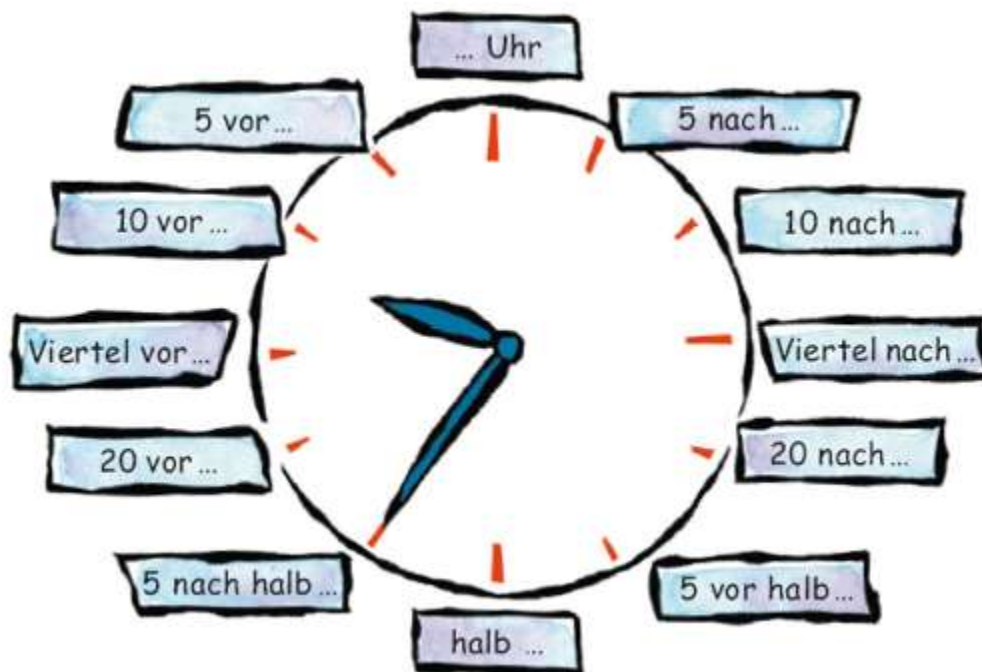 … Uhr
5 vor …
5 nach …
10 vor …
10 nach …
Viertel vor …
Viertel nach …
20 vor …
20 nach …
5 nach halb …
5 vor halb …
halb …